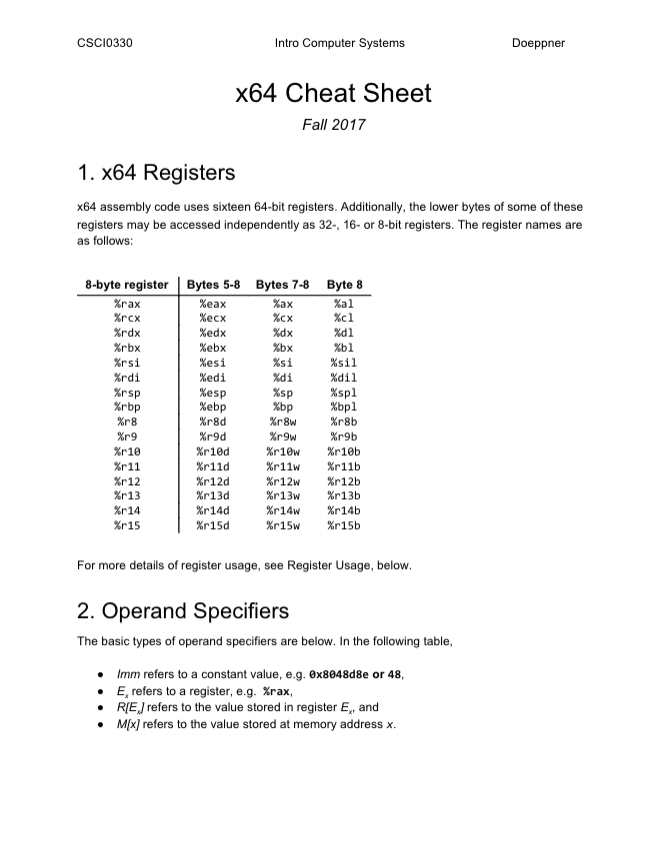 CSCI0330 Intro Computer Systems Doeppner
x64 Cheat Sheet
Fall 2017
1. x64 Registers
x64 assembly code uses sixteen 64-bit registers. Additionally, the lower bytes of some of these
registers may be accessed independently as 32-, 16- or 8-bit registers. The register names are
as follows:
8-byte register Bytes 5-8 Bytes 7-8 Byte 8
%rax %eax %ax %al
%rcx %ecx %cx %cl
%rdx %edx %dx %dl
%rbx %ebx %bx %bl
%rsi %esi %si %sil
%rdi %edi %di %dil
%rsp %esp %sp %spl
%rbp %ebp %bp %bpl
%r8 %r8d %r8w %r8b
%r9 %r9d %r9w %r9b
%r10 %r10d %r10w %r10b
%r11 %r11d %r11w %r11b
%r12 %r12d %r12w %r12b
%r13 %r13d %r13w %r13b
%r14 %r14d %r14w %r14b
%r15 %r15d %r15w %r15b
For more details of register usage, see Register Usage, below.
2. Operand Specifiers
The basic types of operand specifiers are below. In the following table,
● Imm refers to a constant value, e.g. 0x8048d8e or 48,
● Eₓ refers to a register, e.g. %rax,
● R[Eₓ] refers to the value stored in register Eₓ, and
● M[x] refers to the value stored at memory address x.